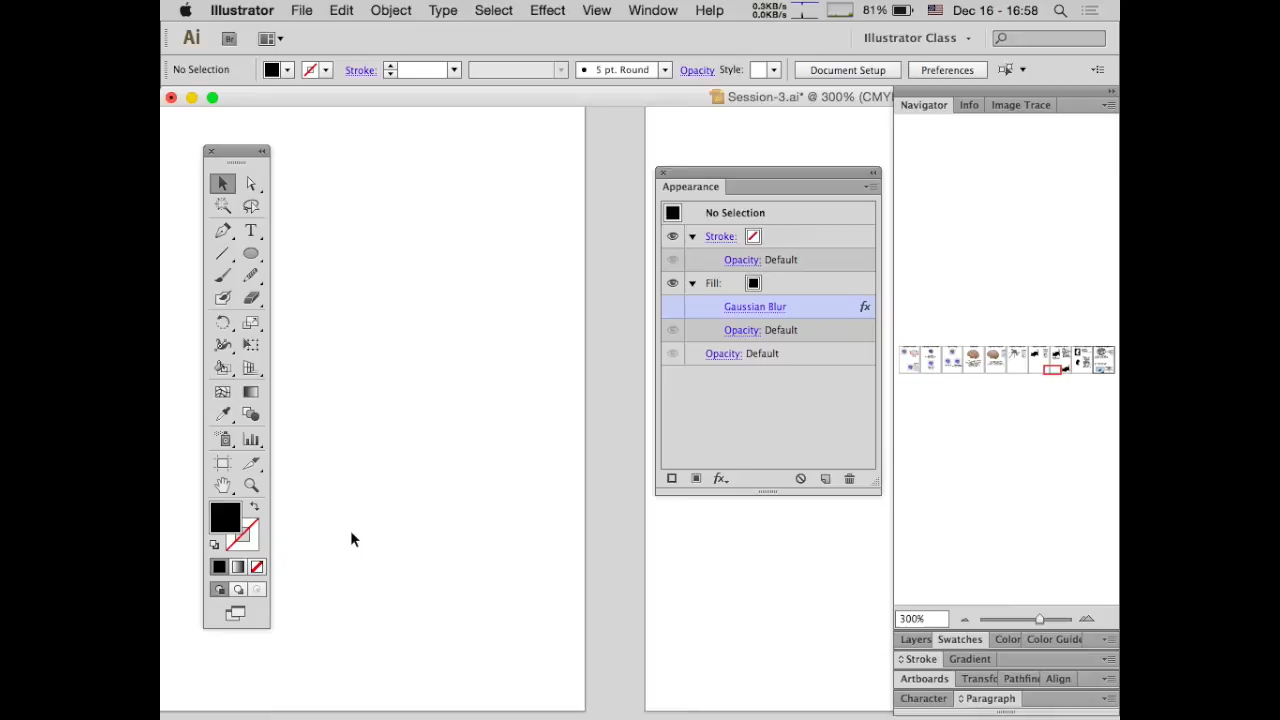 Illustrator File Edit Object Type Select Effect View Window Help 0.3KB/s 0.0KB/s 81% Dec 16 - 16:58
Ai Br Illustrator Class
No Selection Stroke: 5 pt. Round Opacity Style: Document Setup Preferences
Session-3.ai* @ 300% (CMY
Navigator Info Image Trace
Appearance
No Selection
Stroke:
Opacity: Default
Fill:
Gaussian Blur fx
Opacity: Default
Opacity: Default
fx
T
300%
Layers Swatches Color Color Guide
Stroke Gradient
Artboards Transfo Pathfin Align
Character Paragraph